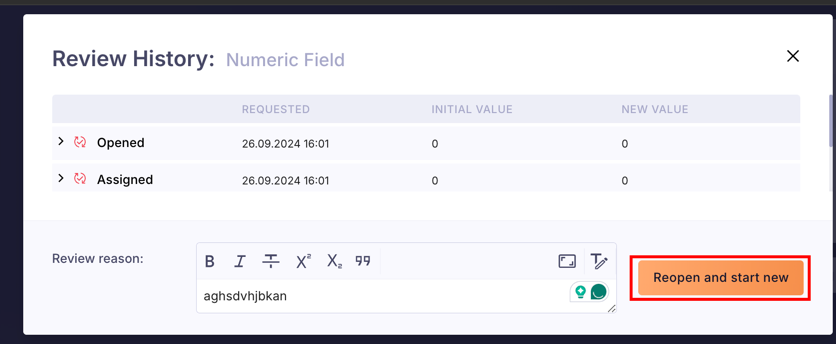 Review History: Numeric Field
REQUESTED INITIAL VALUE NEW VALUE
Opened 26.09.2024 16:01 0 0
Assigned 26.09.2024 16:01 0 0
Review reason:
B I T X² X₂ 99
aghsdvhjbkan
Reopen and start new